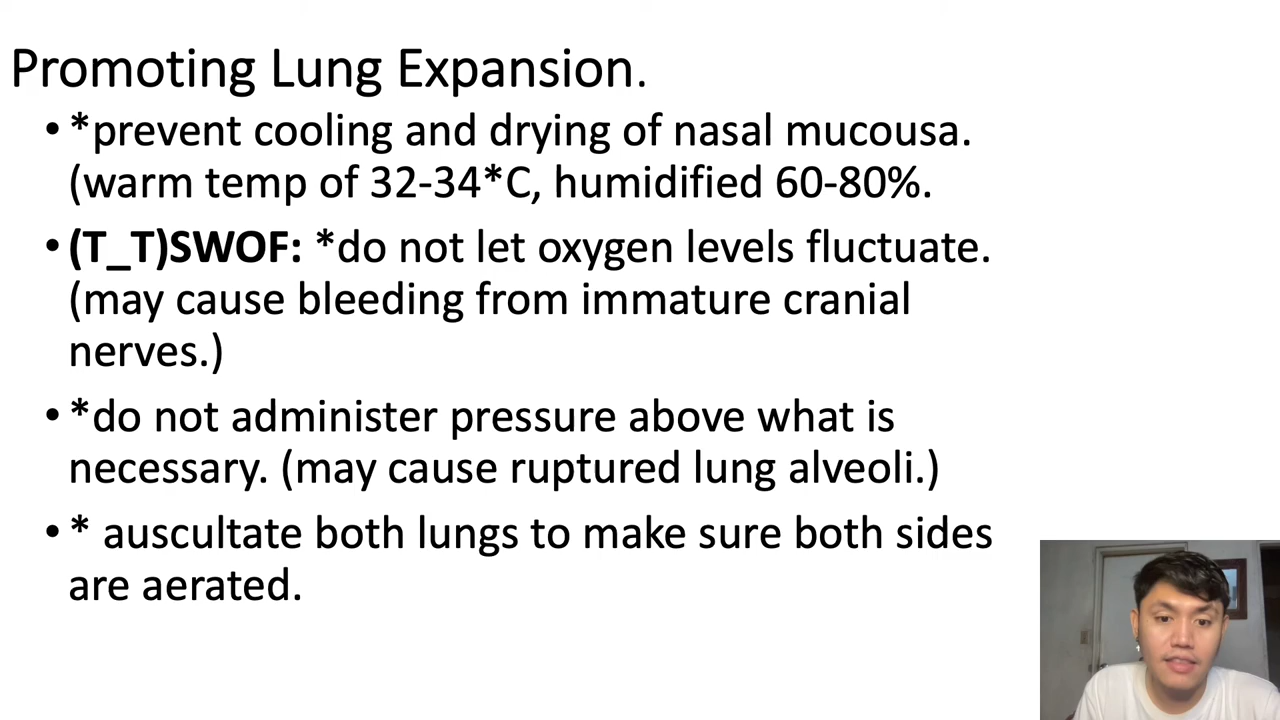 Promoting Lung Expansion.
• *prevent cooling and drying of nasal mucousa.
(warm temp of 32-34*C, humidified 60-80%.
• (T_T)SWOF: *do not let oxygen levels fluctuate.
(may cause bleeding from immature cranial
nerves.)
• *do not administer pressure above what is
necessary. (may cause ruptured lung alveoli.)
• * auscultate both lungs to make sure both sides
are aerated.